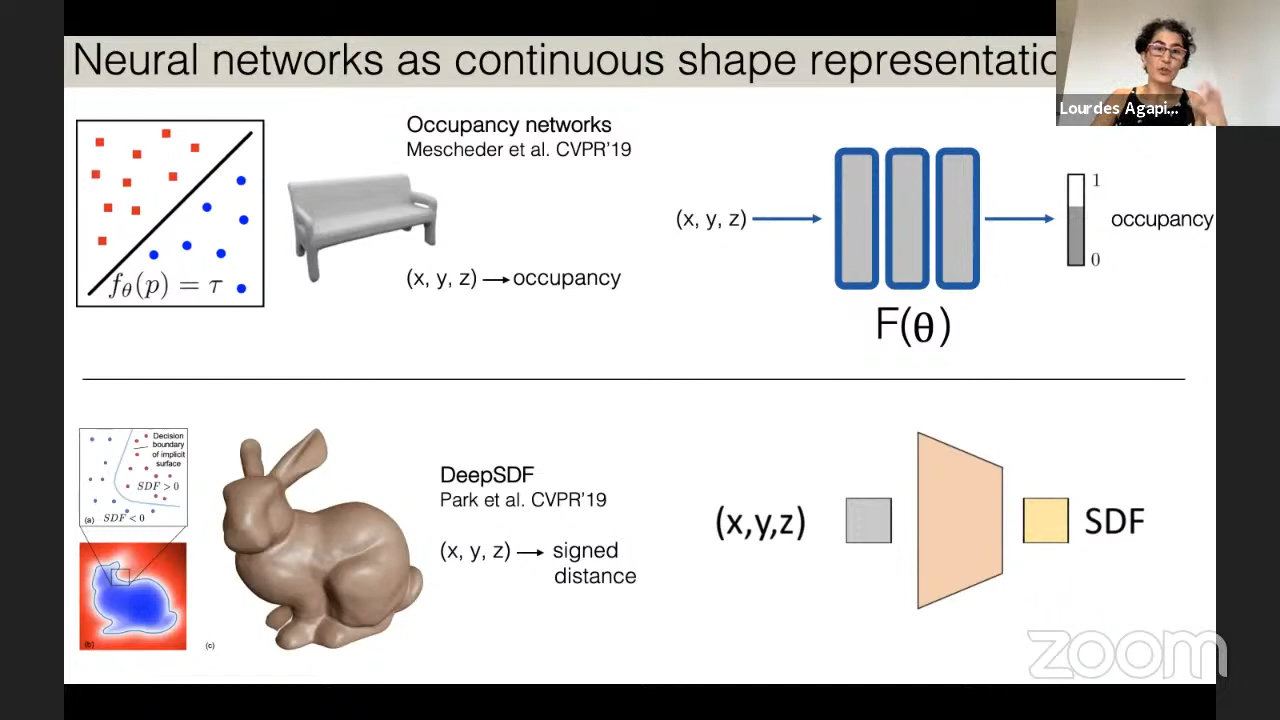 Neural networks as continuous shape representatio
Lourdes Agapi...
Occupancy networks
Mescheder et al. CVPR'19
(x, y, z) → occupancy
fθ(p) = τ
(x, y, z)
F(θ)
1
0
occupancy
Decision
boundary
of implicit
surface
SDF > 0
(a) SDF < 0
(b)
(c)
DeepSDF
Park et al. CVPR'19
(x, y, z) → signed
distance
(x,y,z)
SDF
zoom